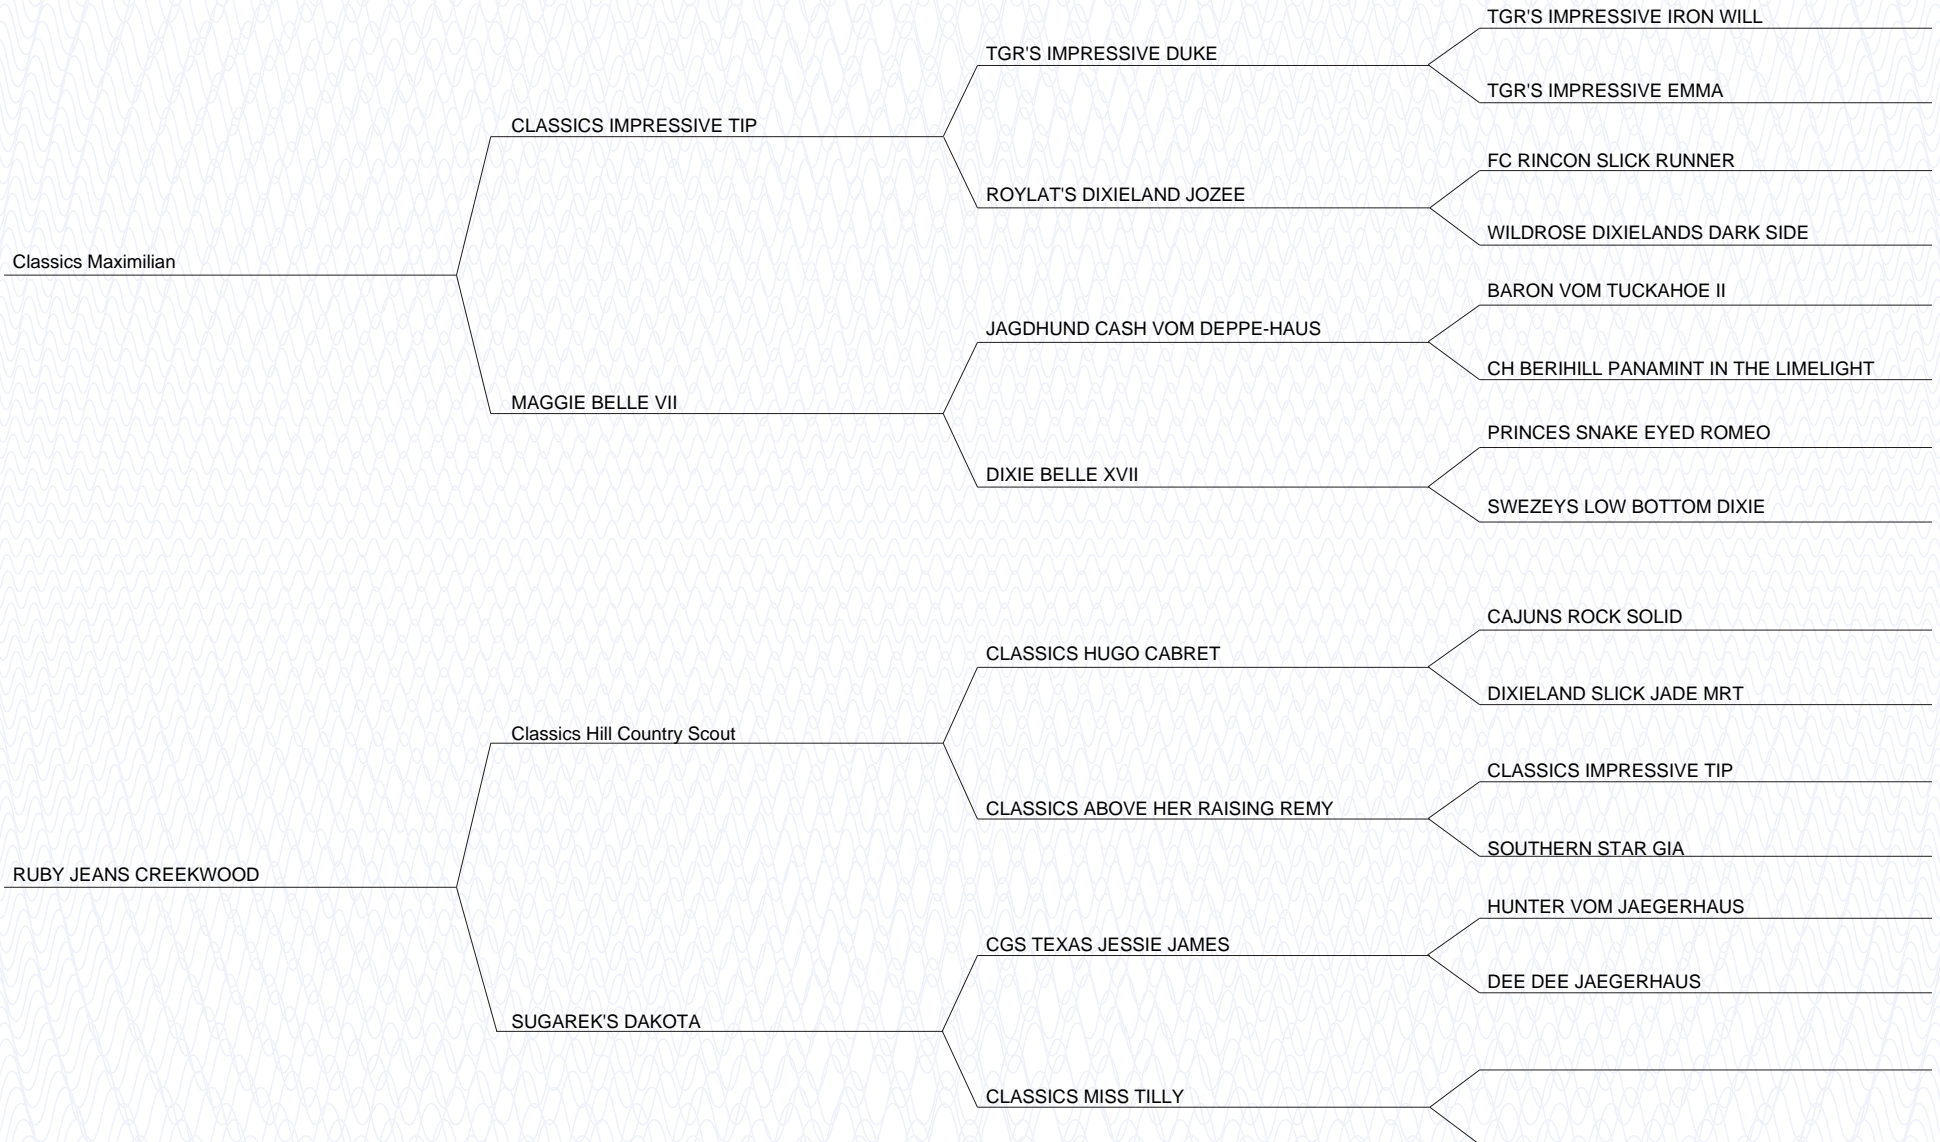 TGR'S IMPRESSIVE IRON WILL
TGR'S IMPRESSIVE DUKE
TGR'S IMPRESSIVE EMMA
CLASSICS IMPRESSIVE TIP
FC RINCON SLICK RUNNER
ROYLAT'S DIXIELAND JOZEE
WILDROSE DIXIELANDS DARK SIDE
Classics Maximilian
BARON VOM TUCKAHOE II
JAGDHUND CASH VOM DEPPE-HAUS
CH BERIHILL PANAMINT IN THE LIMELIGHT
MAGGIE BELLE VII
PRINCES SNAKE EYED ROMEO
DIXIE BELLE XVII
SWEZEYS LOW BOTTOM DIXIE
CAJUNS ROCK SOLID
CLASSICS HUGO CABRET
DIXIELAND SLICK JADE MRT
Classics Hill Country Scout
CLASSICS IMPRESSIVE TIP
CLASSICS ABOVE HER RAISING REMY
SOUTHERN STAR GIA
RUBY JEANS CREEKWOOD
HUNTER VOM JAEGERHAUS
CGS TEXAS JESSIE JAMES
DEE DEE JAEGERHAUS
SUGAREK'S DAKOTA
CLASSICS MISS TILLY